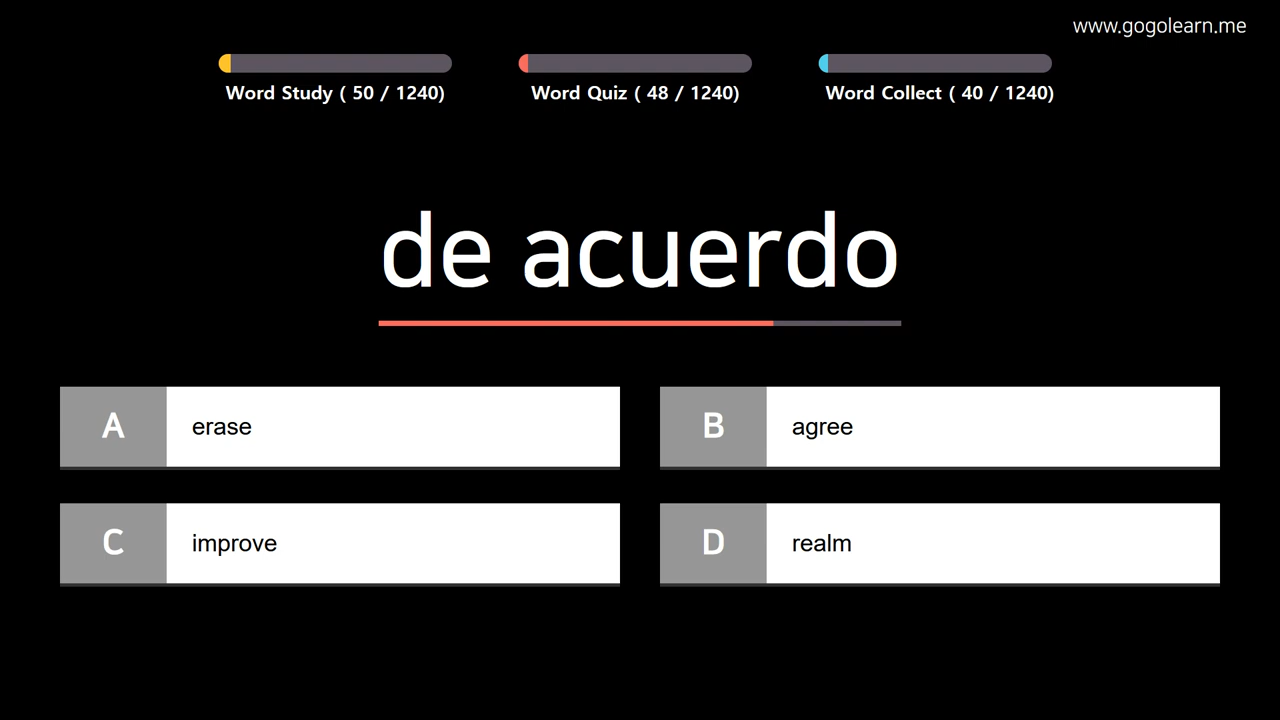 www.gogolearn.me
Word Study ( 50 / 1240)
Word Quiz ( 48 / 1240)
Word Collect ( 40 / 1240)
de acuerdo
A erase
B agree
C improve
D realm